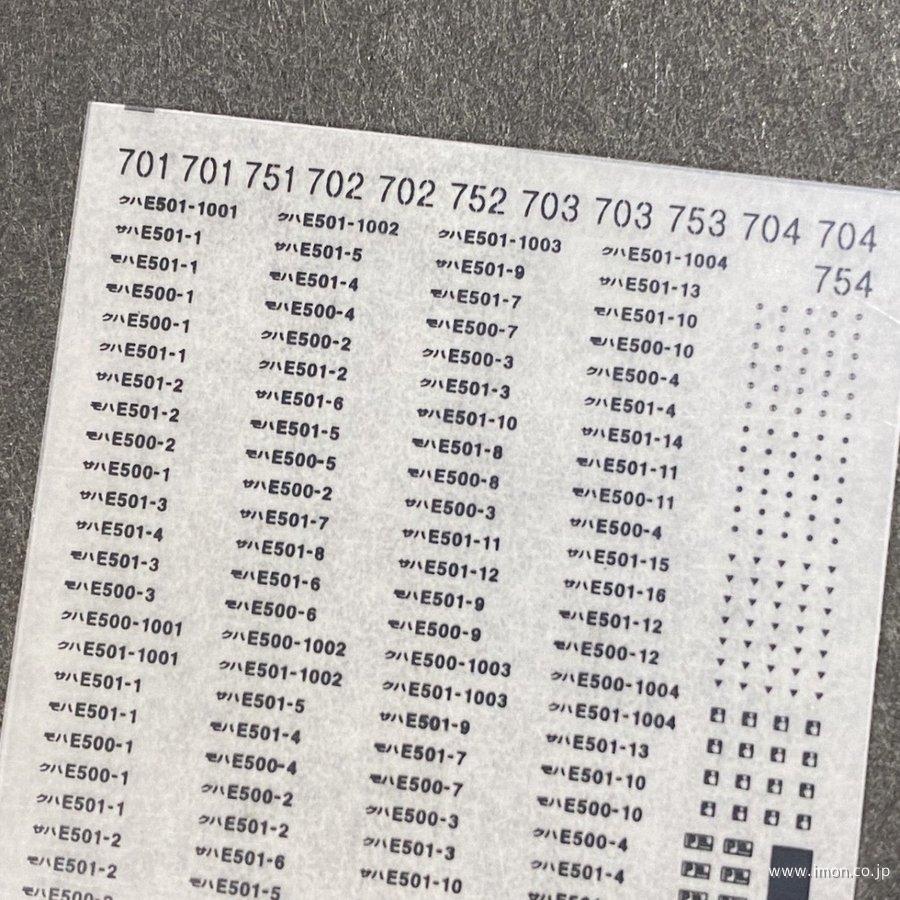 701 701 751 702 702 752 703 703 753 704 704
754
クハE501-1001 クハE501-1002 クハE501-1003 クハE501-1004
サハE501-1 サハE501-5 サハE501-9 サハE501-13
モハE501-1 モハE501-4 モハE501-7 モハE501-10
モハE500-1 モハE500-4 モハE500-7 モハE500-10
クハE500-1 クハE500-2 クハE500-3 クハE500-4
クハE501-1 クハE501-2 クハE501-3 クハE501-4
サハE501-2 サハE501-6 サハE501-10 サハE501-14
モハE501-2 モハE501-5 モハE501-8 モハE501-11
モハE500-2 モハE500-5 モハE500-8 モハE500-11
サハE500-1 サハE500-2 サハE500-3 サハE500-4
サハE501-3 サハE501-7 サハE501-11 サハE501-15
サハE501-4 サハE501-8 サハE501-12 サハE501-16
モハE501-3 モハE501-6 モハE501-9 モハE501-12
モハE500-3 モハE500-6 モハE500-9 モハE500-12
クハE500-1001 クハE500-1002 クハE500-1003 クハE500-1004
クハE501-1001 クハE501-1002 クハE501-1003 クハE501-1004
サハE501-1 サハE501-5 サハE501-9 サハE501-13
モハE501-1 モハE501-4 モハE501-7 モハE501-10
モハE500-1 モハE500-4 モハE500-7 モハE500-10
クハE500-1 クハE500-2 クハE500-3 クハE500-4
クハE501-1 クハE501-2 クハE501-3 クハE501-4
サハE501-2 サハE501-6 サハE501-10
モハE501-2 モハE501-5
www.imon.co.jp